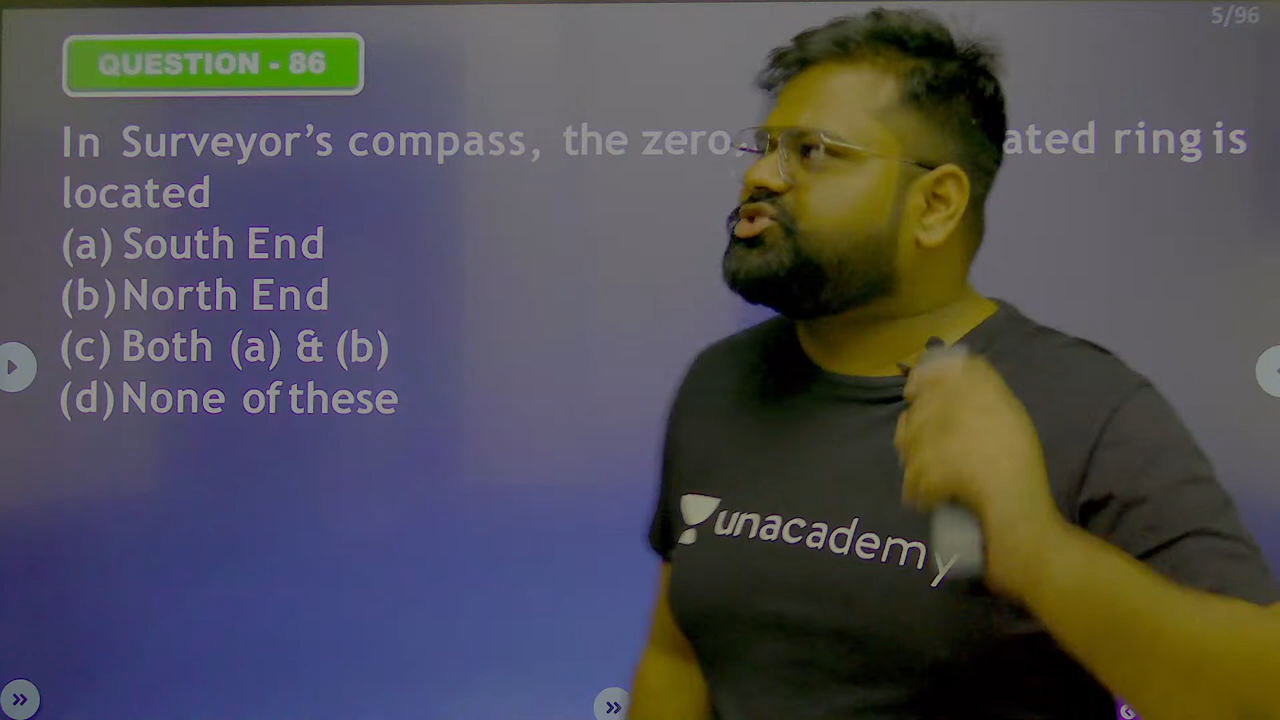 5/96
QUESTION - 86
In Surveyor's compass, the zero ated ring is
located
(a) South End
(b) North End
(c) Both (a) & (b)
(d) None of these
unacademy